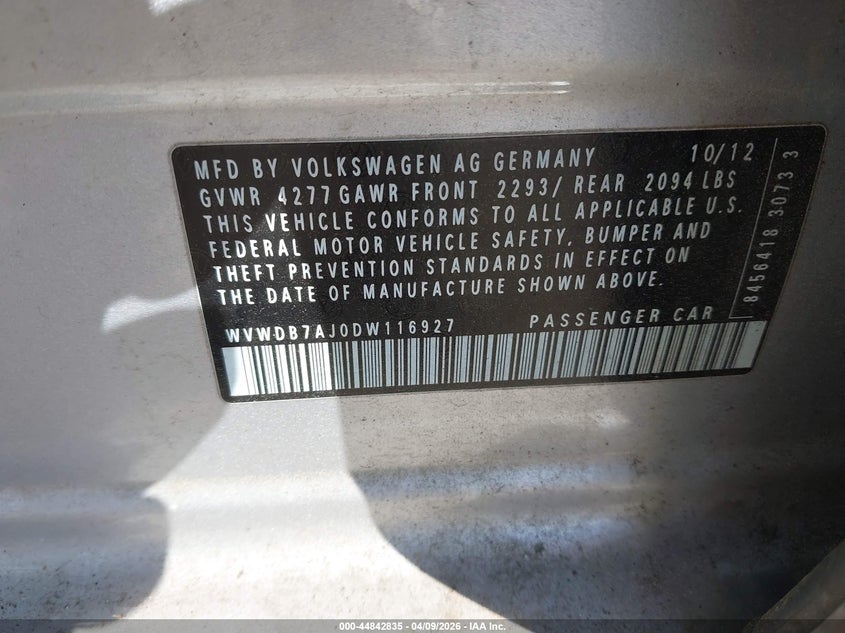 MFD BY VOLKSWAGEN AG GERMANY 10/12
GVWR 4277 GAWR FRONT 2293/ REAR 2094 LBS
THIS VEHICLE CONFORMS TO ALL APPLICABLE U.S.
FEDERAL MOTOR VEHICLE SAFETY, BUMPER AND
THEFT PREVENTION STANDARDS IN EFFECT ON
THE DATE OF MANUFACTURE SHOWN ABOVE.
WVWDB7AJ0DW116927 PASSENGER CAR
8456418 3073 3
000-44842835 - 04/09/2026 - IAA Inc.